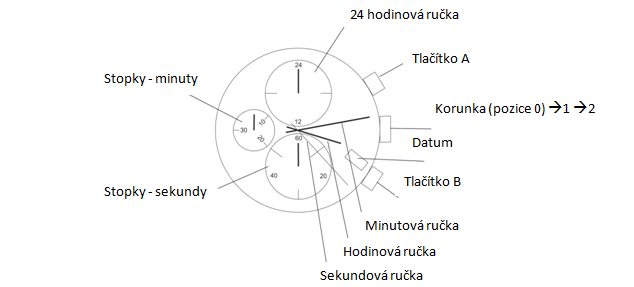 24 hodinová ručka
Tlačítko A
Stopky - minuty
24
Korunka (pozice 0) →1 →2
10
12
30
20
60
Datum
40
20
Tlačítko B
Stopky - sekundy
Minutová ručka
Hodinová ručka
Sekundová ručka